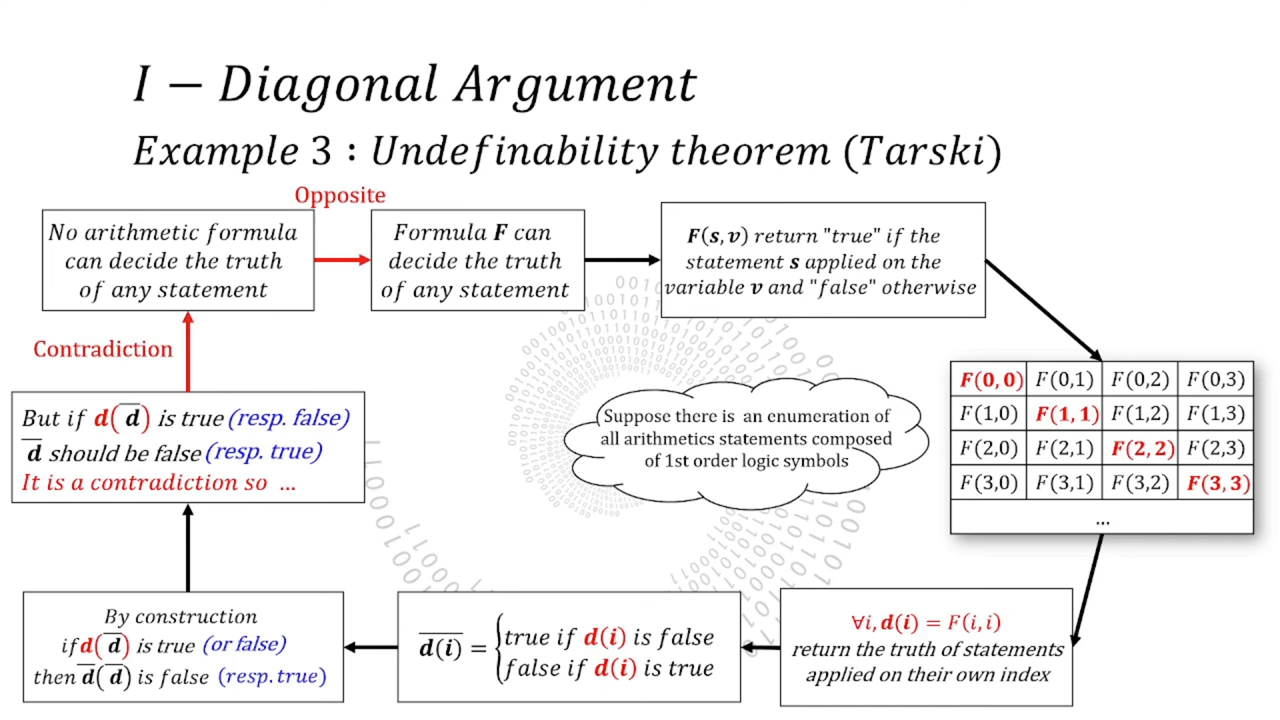 I − Diagonal Argument
Example 3 : Undefinability theorem (Tarski)
Opposite
No arithmetic formula
can decide the truth
of any statement
Formula F can
decide the truth
of any statement
F(s, v) return "true" if the
statement s applied on the
variable v and "false" otherwise
Contradiction
F(0, 0) F(0,1) F(0,2) F(0,3)
F(1,0) F(1, 1) F(1,2) F(1,3)
F(2,0) F(2,1) F(2, 2) F(2,3)
F(3,0) F(3,1) F(3,2) F(3, 3)
...
Suppose there is an enumeration of
all arithmetics statements composed
of 1st order logic symbols
But if d(d̅) is true (resp. false)
d̅ should be false (resp. true)
It is a contradiction so ...
By construction
if d(d̅) is true (or false)
then d̅(d̅) is false (resp. true)
d̅(i̅) = {true if d(i) is false
false if d(i) is true
∀i, d(i) = F(i, i)
return the truth of statements
applied on their own index